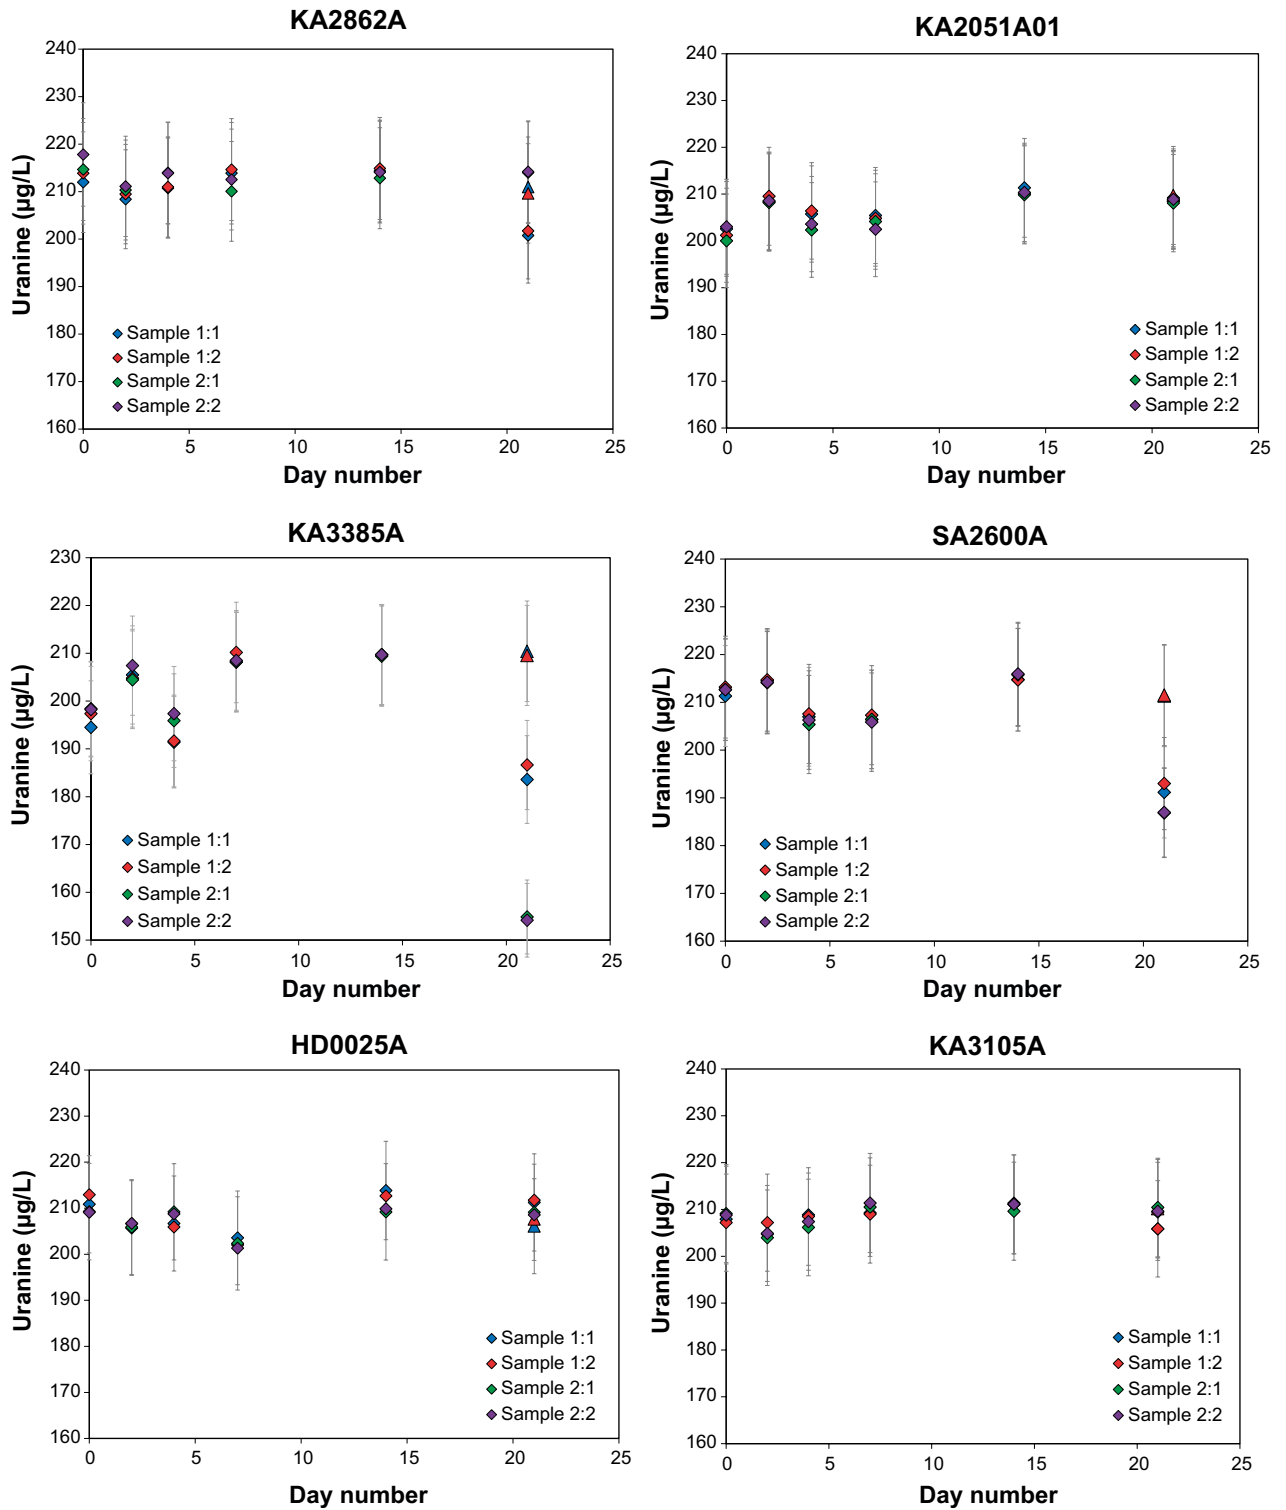 KA2862A
240
230
220
210
200
190
180
170
160
0 5 10 15 20 25
Uranine (µg/L)
Day number
Sample 1:1
Sample 1:2
Sample 2:1
Sample 2:2
KA2051A01
240
230
220
210
200
190
180
170
160
0 5 10 15 20 25
Uranine (µg/L)
Day number
Sample 1:1
Sample 1:2
Sample 2:1
Sample 2:2
KA3385A
230
220
210
200
190
180
170
160
150
0 5 10 15 20 25
Uranine (µg/L)
Day number
Sample 1:1
Sample 1:2
Sample 2:1
Sample 2:2
SA2600A
240
230
220
210
200
190
180
170
160
0 5 10 15 20 25
Uranine (µg/L)
Day number
Sample 1:1
Sample 1:2
Sample 2:1
Sample 2:2
HD0025A
240
230
220
210
200
190
180
170
160
0 5 10 15 20 25
Uranine (µg/L)
Day number
Sample 1:1
Sample 1:2
Sample 2:1
Sample 2:2
KA3105A
240
230
220
210
200
190
180
170
160
0 5 10 15 20 25
Uranine (µg/L)
Day number
Sample 1:1
Sample 1:2
Sample 2:1
Sample 2:2